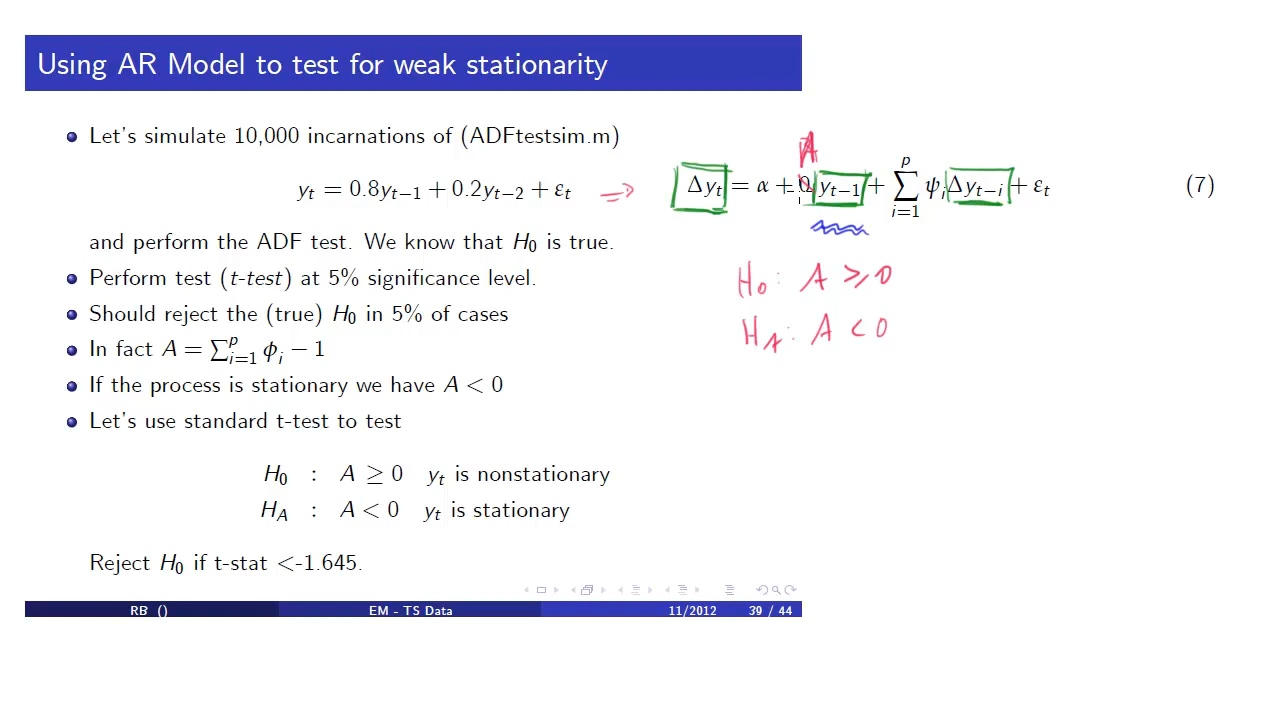 Using AR Model to test for weak stationarity
Let's simulate 10,000 incarnations of (ADFtestsim.m)
yₜ = 0.8yₜ₋₁ + 0.2yₜ₋₂ + εₜ ⇒
A
Δyₜ = α + yₜ₋₁ + ∑ᵢ₌₁ᵖ ψᵢΔyₜ₋ᵢ + εₜ (7)
and perform the ADF test. We know that H₀ is true.
Perform test (t-test) at 5% significance level.
Should reject the (true) H₀ in 5% of cases
In fact A = ∑ᵢ₌₁ᵖ ϕᵢ − 1
If the process is stationary we have A < 0
Let's use standard t-test to test
H₀ : A ≥ 0 yₜ is nonstationary
H_A : A < 0 yₜ is stationary
Reject H₀ if t-stat <-1.645.
H₀: A ≥ 0
H_A: A < 0
RB ()
EM - TS Data
11/2012
39 / 44